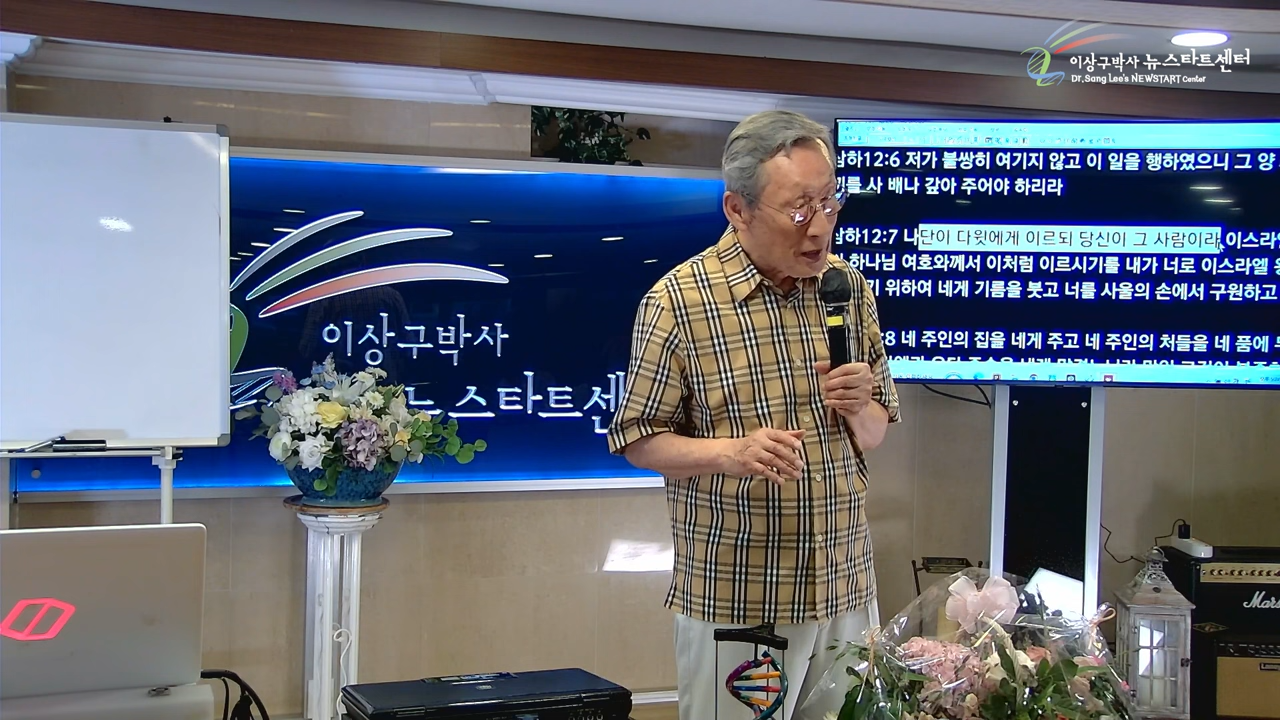 이상구박사 뉴스타트센터
Dr. Sang Lee's NEWSTART Center
삼하12:6 저가 불쌍히 여기지 않고 이 일을 행하였으니 그 양
끼를 사 배나 갚아 주어야 하리라
삼하12:7 나단이 다윗에게 이르되 당신이 그 사람이라 이스라엘
하나님 여호와께서 이처럼 이르시기를 내가 너로 이스라엘
기 위하여 네게 기름을 붓고 너를 사울의 손에서 구원하고
:8 네 주인의 집을 네게 주고 네 주인의 처들을 네 품에
이상구박사
뉴스타트센
Mars